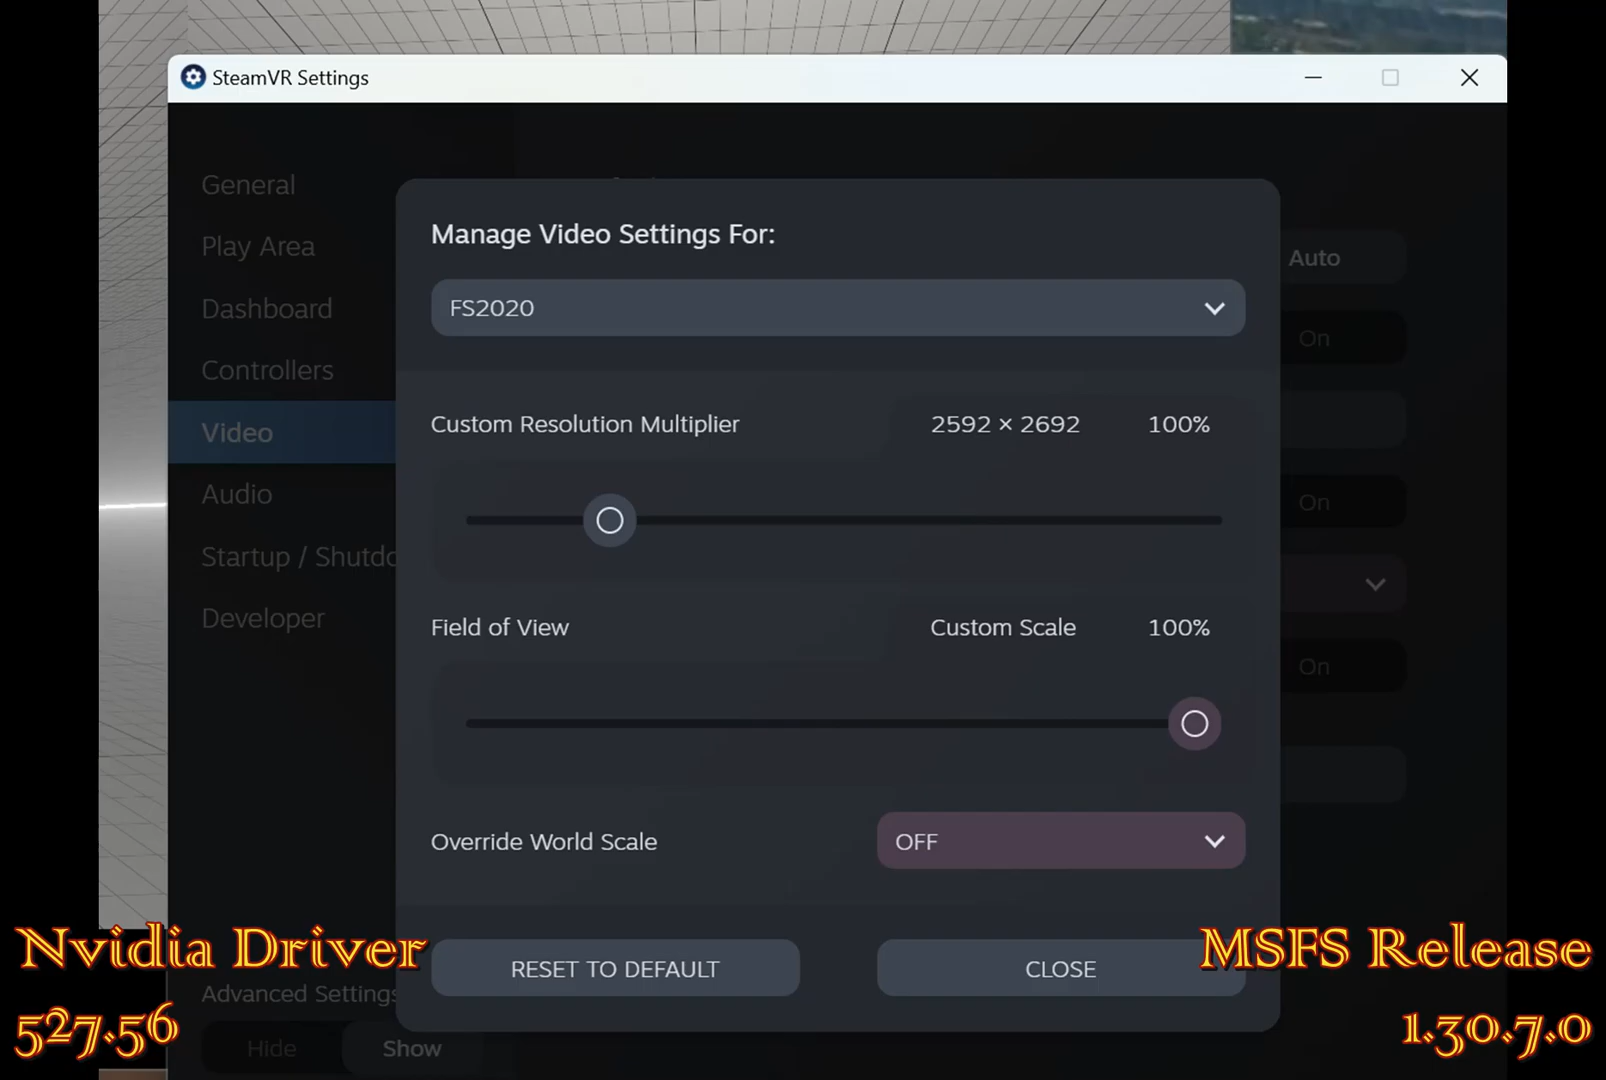 SteamVR Settings
General
Play Area
Dashboard
Controllers
Video
Audio
Startup / Shutdo
Developer
Advanced Settings
Hide
Show
Manage Video Settings For:
FS2020
Custom Resolution Multiplier
2592 × 2692
100%
Field of View
Custom Scale
100%
Override World Scale
OFF
RESET TO DEFAULT
CLOSE
Auto
On
On
On
Nvidia Driver
527.56
MSFS Release
1.30.7.0